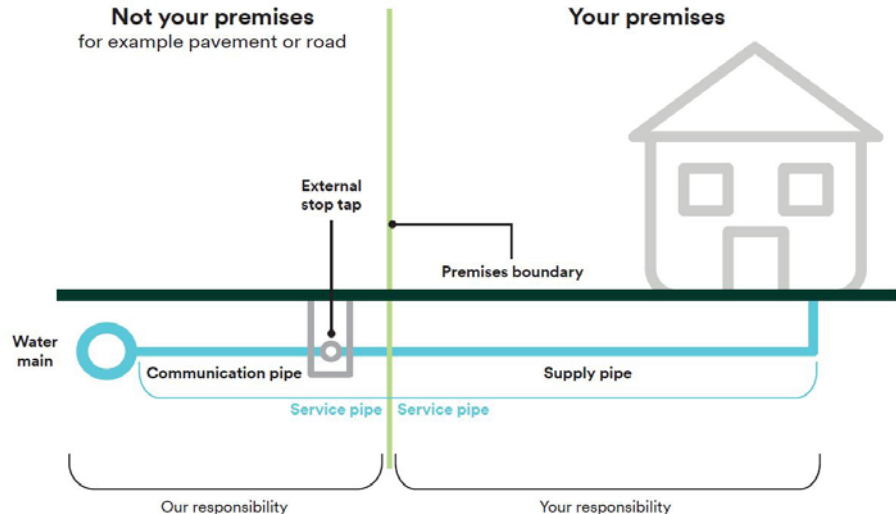 Not your premises
for example pavement or road
Your premises
External
stop tap
Premises boundary
Water
main
Communication pipe
Supply pipe
Service pipe
Service pipe
Our responsibility
Your responsibility